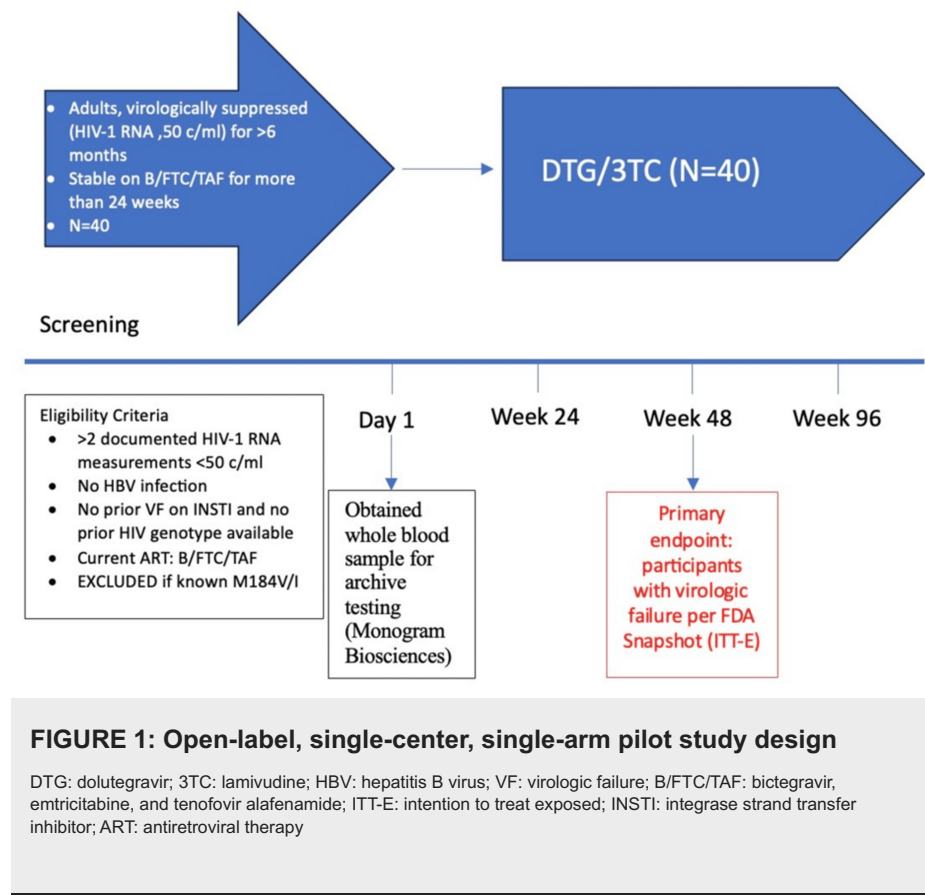 • Adults, virologically suppressed
(HIV-1 RNA ,50 c/ml) for >6
months
• Stable on B/FTC/TAF for more
than 24 weeks
• N=40
DTG/3TC (N=40)
Screening
Eligibility Criteria
• >2 documented HIV-1 RNA
measurements <50 c/ml
• No HBV infection
• No prior VF on INSTI and no
prior HIV genotype available
• Current ART: B/FTC/TAF
• EXCLUDED if known M184V/I
Day 1
Week 24
Week 48
Week 96
Obtained
whole blood
sample for
archive
testing
(Monogram
Biosciences)
Primary
endpoint:
participants
with virologic
failure per FDA
Snapshot (ITT-E)
FIGURE 1: Open-label, single-center, single-arm pilot study design
DTG: dolutegravir; 3TC: lamivudine; HBV: hepatitis B virus; VF: virologic failure; B/FTC/TAF: bictegravir,
emtricitabine, and tenofovir alafenamide; ITT-E: intention to treat exposed; INSTI: integrase strand transfer
inhibitor; ART: antiretroviral therapy